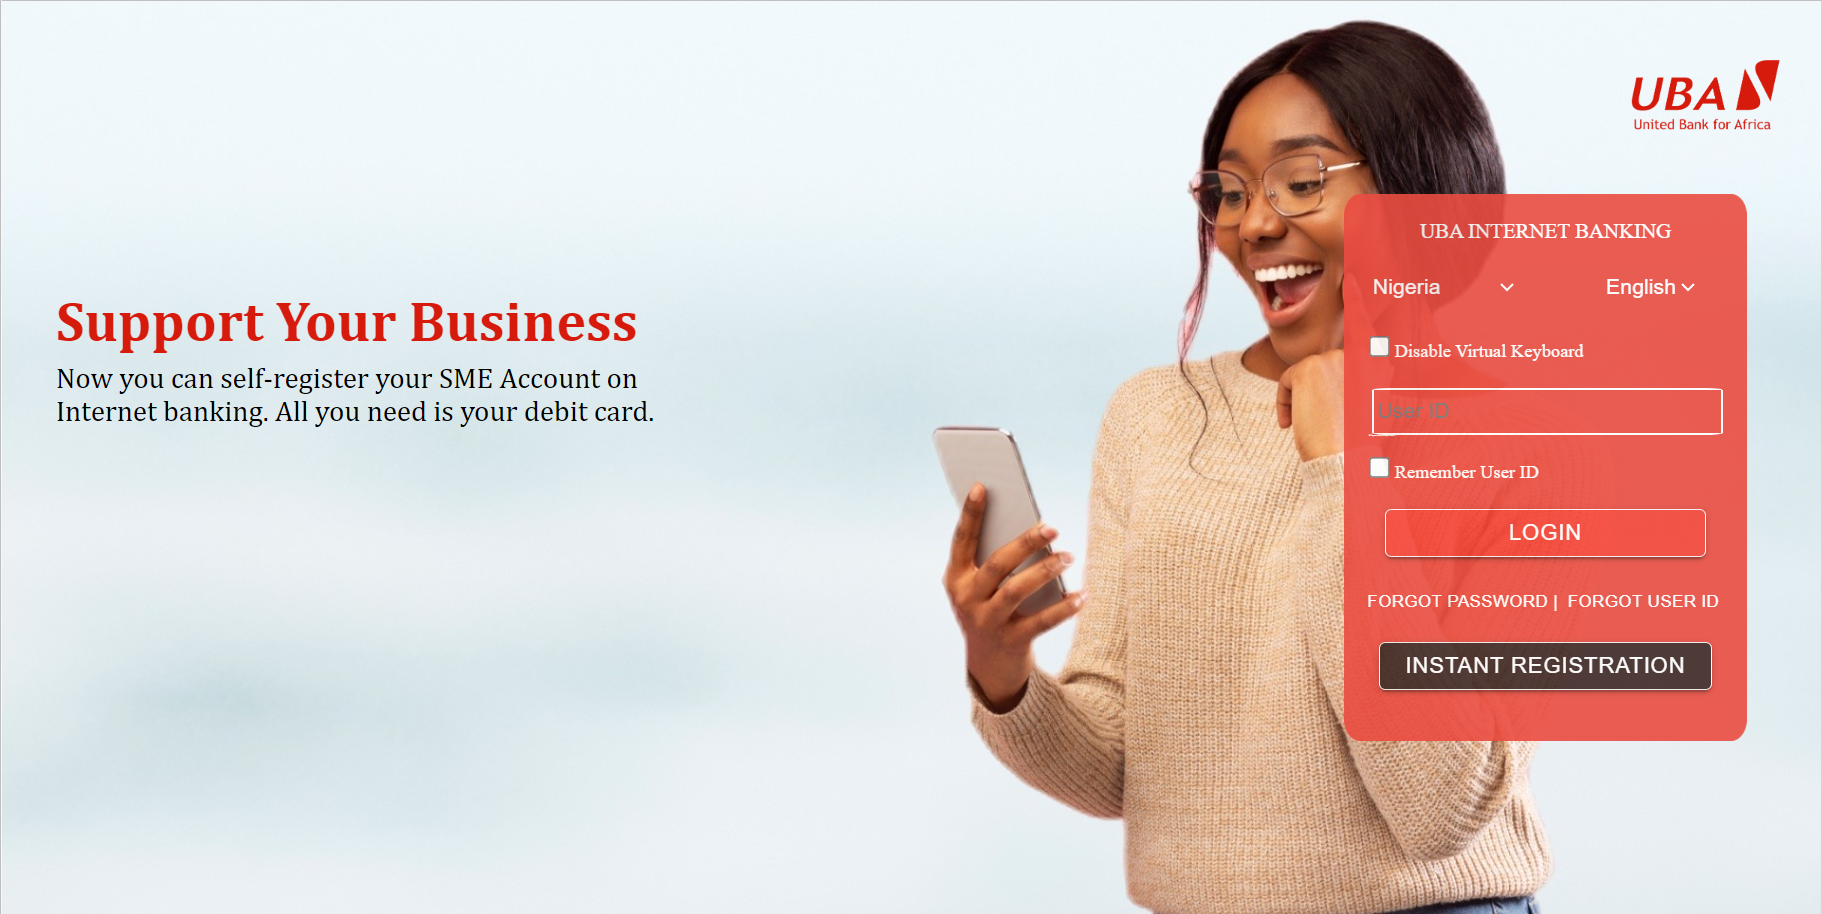 UBA
United Bank for Africa
Support Your Business
Now you can self-register your SME Account on
Internet banking. All you need is your debit card.
UBA INTERNET BANKING
Nigeria English
Disable Virtual Keyboard
User ID
Remember User ID
LOGIN
FORGOT PASSWORD | FORGOT USER ID
INSTANT REGISTRATION